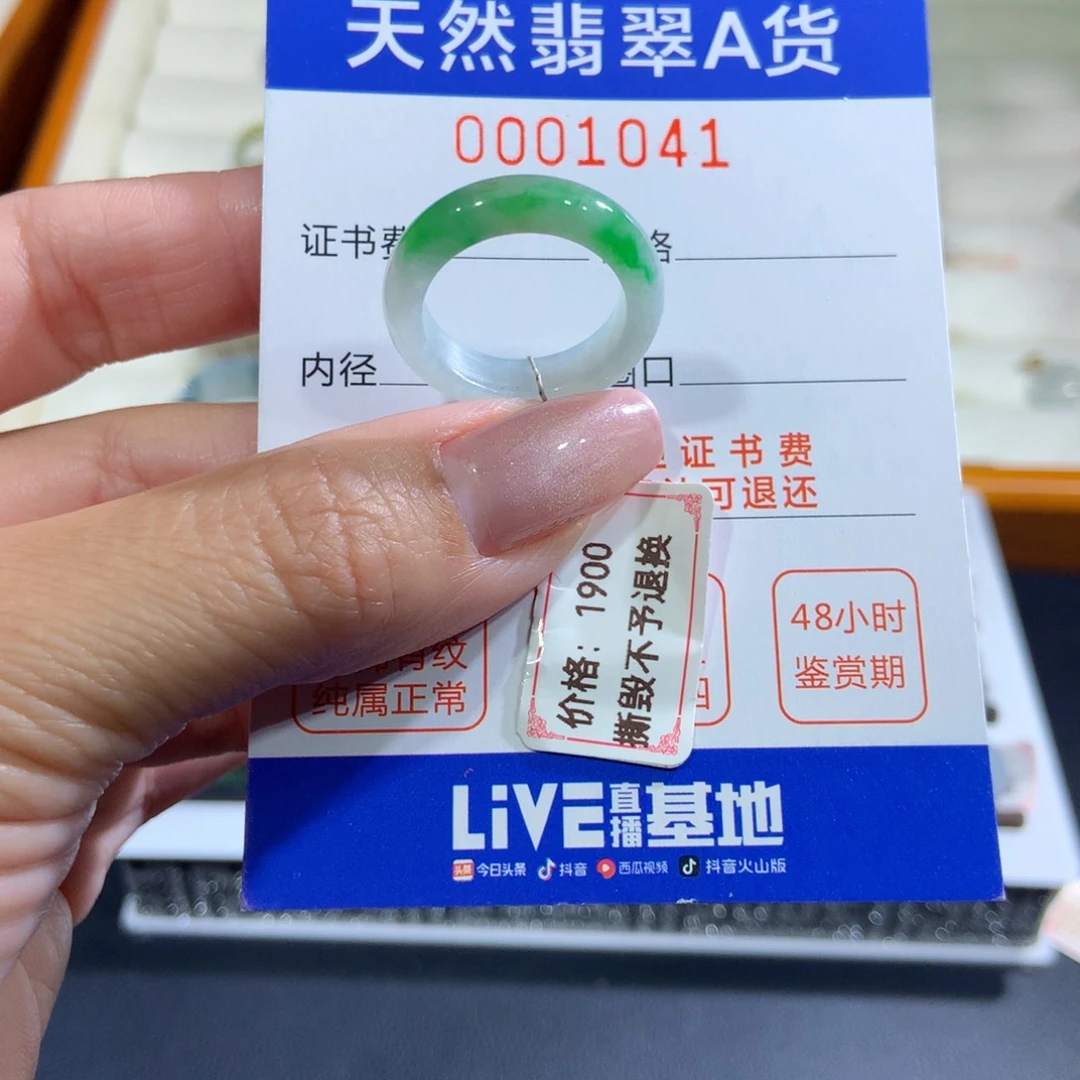 天然翡翠A货
0001041
证书费 格
内径 圈口
证书费
可退还
价格：1900
撕毁不予退换
纹
纯属正常
48小时
鉴赏期
LiVE直播基地
头条 今日头条 抖音 西瓜视频 抖音火山版